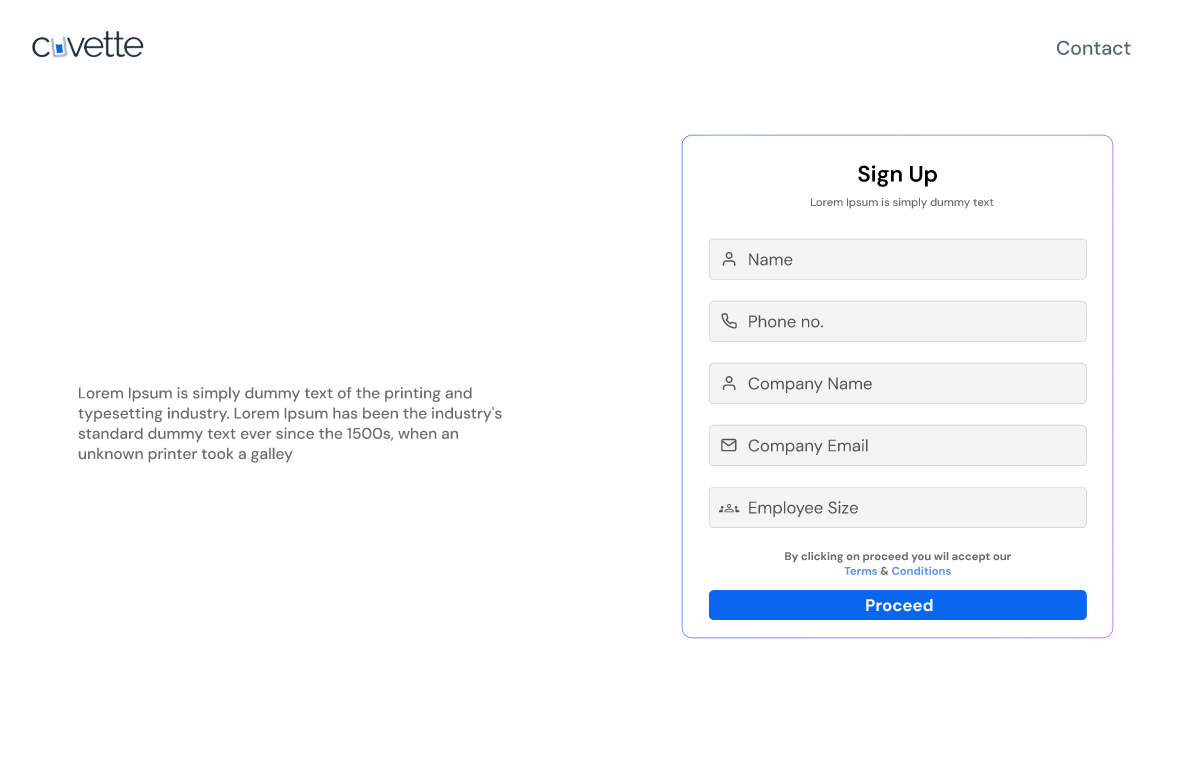 cuvette
Contact
Sign Up
Lorem Ipsum is simply dummy text
Name
Phone no.
Company Name
Company Email
Employee Size
By clicking on proceed you wil accept our
Terms & Conditions
Proceed
Lorem Ipsum is simply dummy text of the printing and
typesetting industry. Lorem Ipsum has been the industry's
standard dummy text ever since the 1500s, when an
unknown printer took a galley